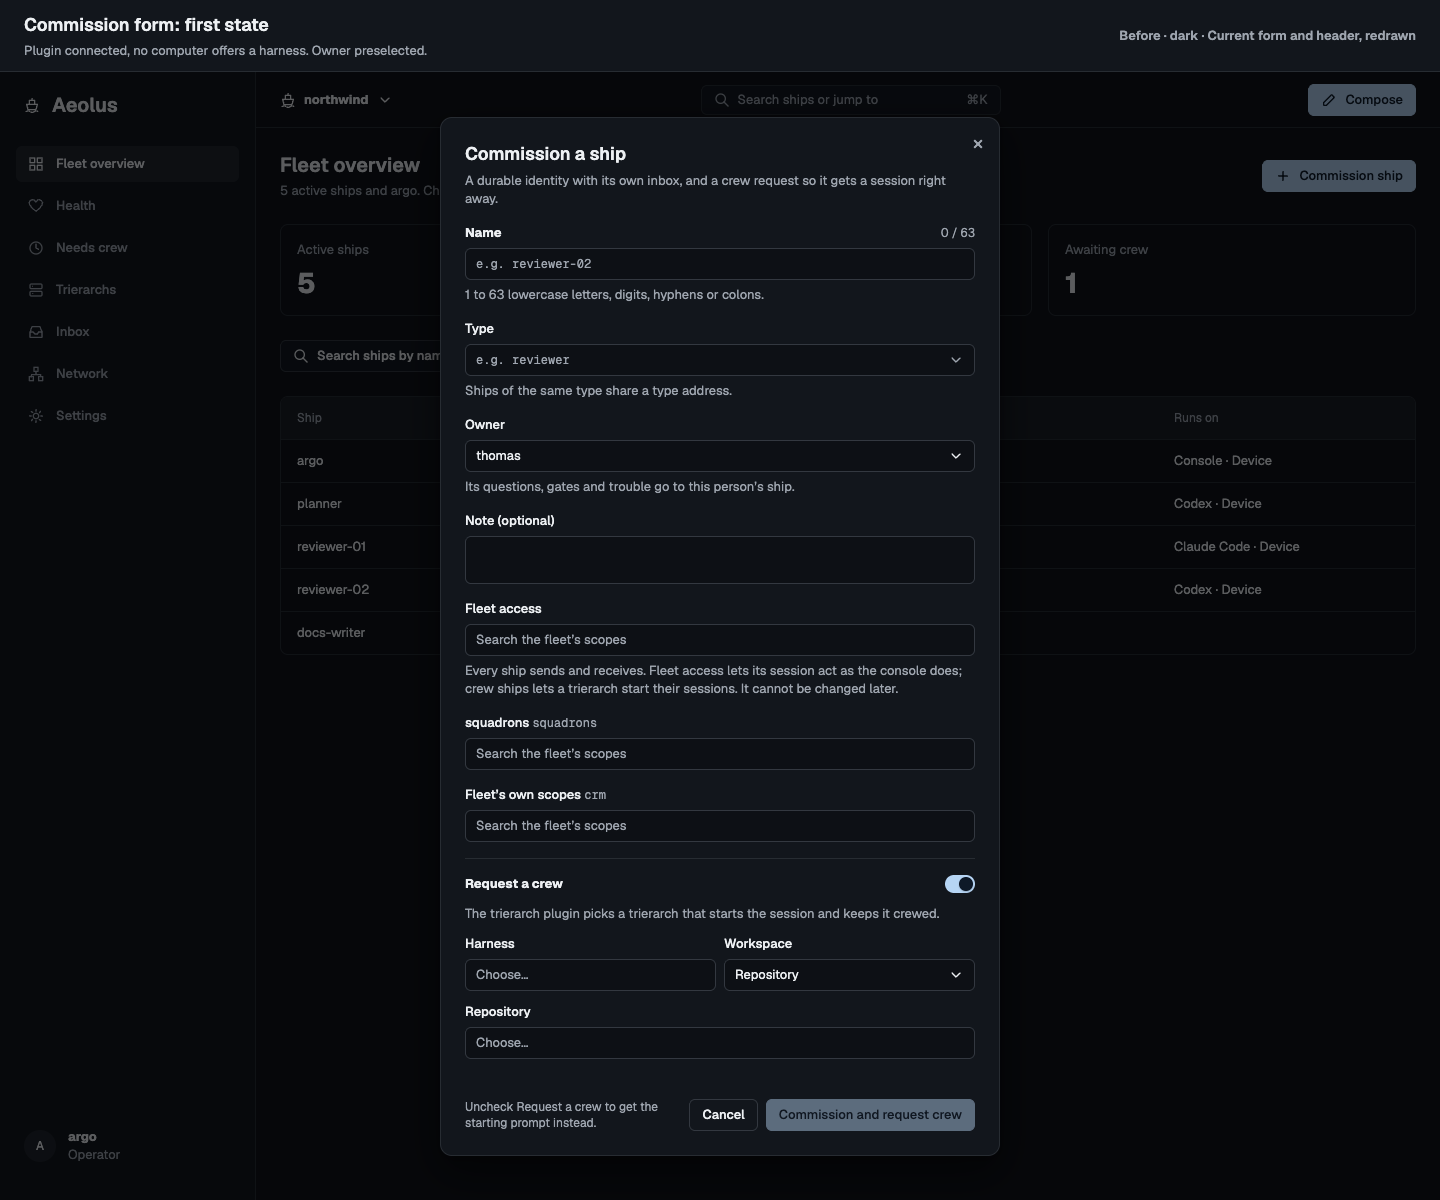 Commission form: first state
Plugin connected, no computer offers a harness. Owner preselected.
Before · dark · Current form and header, redrawn
Aeolus
northwind
Search ships or jump to
⌘K
Compose
Fleet overview
Health
Needs crew
Trierarchs
Inbox
Network
Settings
Fleet overview
5 active ships and argo. Ch
Commission ship
Active ships
5
Awaiting crew
1
Search ships by nam
Ship
Runs on
argo
Console · Device
planner
Codex · Device
reviewer-01
Claude Code · Device
reviewer-02
Codex · Device
docs-writer
A
argo
Operator
Commission a ship
A durable identity with its own inbox, and a crew request so it gets a session right
away.
Name
0 / 63
e.g. reviewer-02
1 to 63 lowercase letters, digits, hyphens or colons.
Type
e.g. reviewer
Ships of the same type share a type address.
Owner
thomas
Its questions, gates and trouble go to this person's ship.
Note (optional)
Fleet access
Search the fleet's scopes
Every ship sends and receives. Fleet access lets its session act as the console does;
crew ships lets a trierarch start their sessions. It cannot be changed later.
squadrons squadrons
Search the fleet's scopes
Fleet's own scopes crm
Search the fleet's scopes
Request a crew
The trierarch plugin picks a trierarch that starts the session and keeps it crewed.
Harness
Workspace
Choose…
Repository
Repository
Choose…
Uncheck Request a crew to get the
starting prompt instead.
Cancel
Commission and request crew